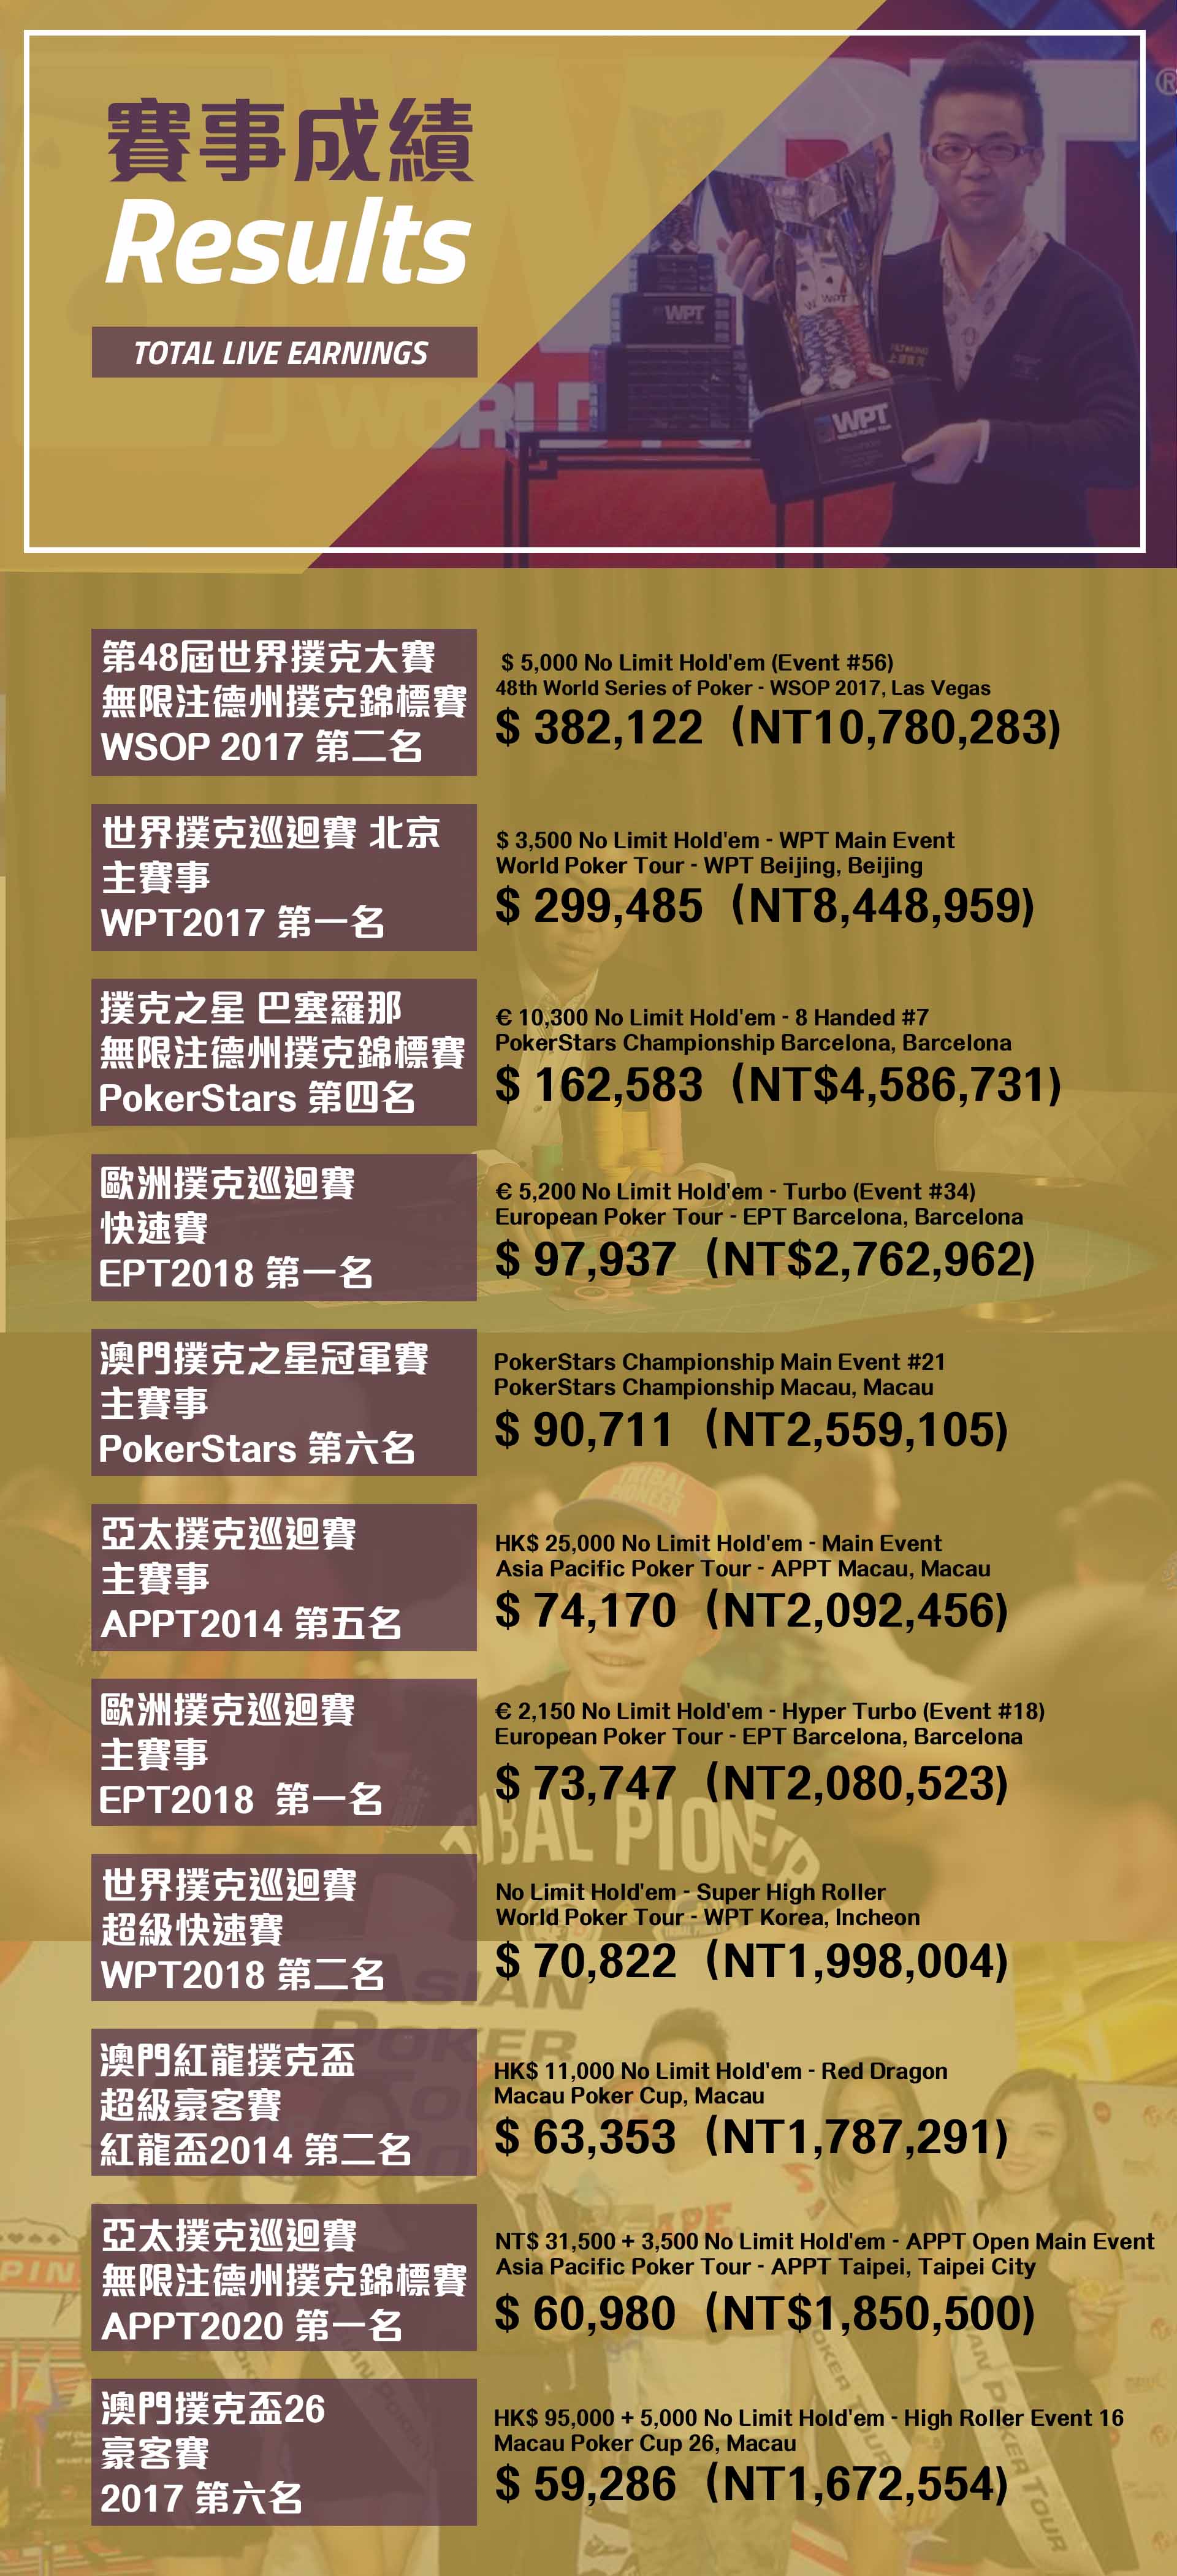 賽事成績
Results
TOTAL LIVE EARNINGS
WPT
WORLD
WPT
WPT
第48屆世界撲克大賽
無限注德州撲克錦標賽
WSOP 2017 第二名
$ 5,000 No Limit Hold'em (Event #56)
48th World Series of Poker - WSOP 2017, Las Vegas
$ 382,122 (NT10,780,283)
世界撲克巡迴賽 北京
主賽事
WPT2017 第一名
$ 3,500 No Limit Hold'em - WPT Main Event
World Poker Tour - WPT Beijing, Beijing
$ 299,485 (NT8,448,959)
撲克之星 巴塞羅那
無限注德州撲克錦標賽
PokerStars 第四名
€ 10,300 No Limit Hold'em - 8 Handed #7
PokerStars Championship Barcelona, Barcelona
$ 162,583 (NT$4,586,731)
歐洲撲克巡迴賽
快速賽
EPT2018 第一名
€ 5,200 No Limit Hold'em - Turbo (Event #34)
European Poker Tour - EPT Barcelona, Barcelona
$ 97,937 (NT$2,762,962)
澳門撲克之星冠軍賽
主賽事
PokerStars 第六名
PokerStars Championship Main Event #21
PokerStars Championship Macau, Macau
$ 90,711 (NT2,559,105)
亞太撲克巡迴賽
主賽事
APPT2014 第五名
TRIBAL
PIONEER
HK$ 25,000 No Limit Hold'em - Main Event
Asia Pacific Poker Tour - APPT Macau, Macau
$ 74,170 (NT2,092,456)
歐洲撲克巡迴賽
主賽事
EPT2018 第一名
€ 2,150 No Limit Hold'em - Hyper Turbo (Event #18)
European Poker Tour - EPT Barcelona, Barcelona
$ 73,747 (NT2,080,523)
TRIBAL PIONEER
世界撲克巡迴賽
超級快速賽
WPT2018 第二名
No Limit Hold'em - Super High Roller
World Poker Tour - WPT Korea, Incheon
$ 70,822 (NT1,998,004)
ASIAN
POKER
澳門紅龍撲克盃
超級豪客賽
紅龍盃2014 第二名
HK$ 11,000 No Limit Hold'em - Red Dragon
Macau Poker Cup, Macau
$ 63,353 (NT1,787,291)
亞太撲克巡迴賽
無限注德州撲克錦標賽
APPT2020 第一名
NT$ 31,500 + 3,500 No Limit Hold'em - APPT Open Main Event
Asia Pacific Poker Tour - APPT Taipei, Taipei City
$ 60,980 (NT$1,850,500)
澳門撲克盃26
豪客賽
2017 第六名
HK$ 95,000 + 5,000 No Limit Hold'em - High Roller Event 16
Macau Poker Cup 26, Macau
$ 59,286 (NT1,672,554)